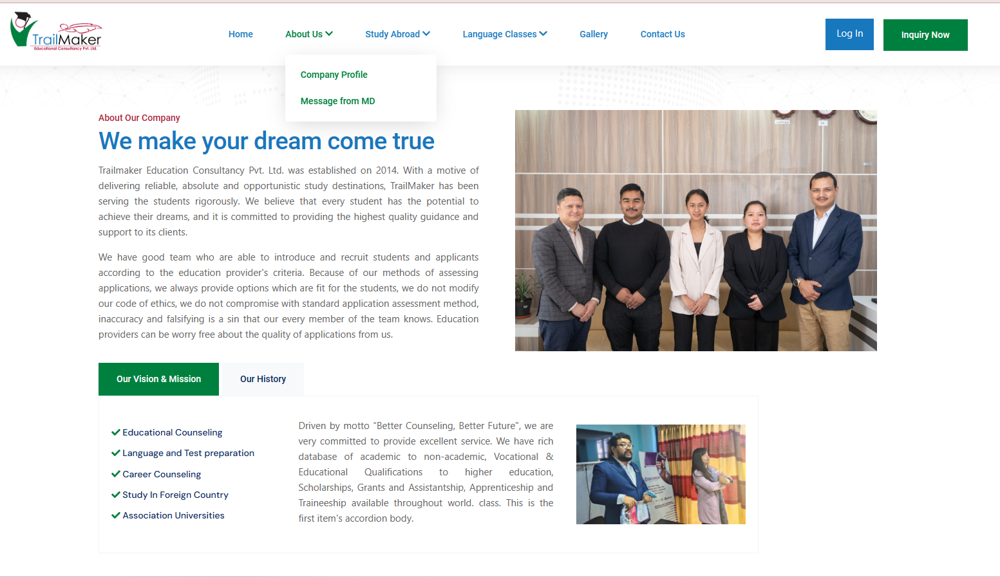 TrailMaker
Educational Consultancy Pvt. Ltd.
Home
About Us
Study Abroad
Language Classes
Gallery
Contact Us
Log In
Inquiry Now
Company Profile
Message from MD
About Our Company
We make your dream come true
Trailmaker Education Consultancy Pvt. Ltd. was established on 2014. With a motive of
delivering reliable, absolute and opportunistic study destinations, TrailMaker has been
serving the students rigorously. We believe that every student has the potential to
achieve their dreams, and it is committed to providing the highest quality guidance and
support to its clients.
We have good team who are able to introduce and recruit students and applicants
according to the education provider's criteria. Because of our methods of assessing
applications, we always provide options which are fit for the students, we do not modify
our code of ethics, we do not compromise with standard application assessment method,
inaccuracy and falsifying is a sin that our every member of the team knows. Education
providers can be worry free about the quality of applications from us.
Our Vision & Mission
Our History
Educational Counseling
Language and Test preparation
Career Counseling
Study In Foreign Country
Association Universities
Driven by motto “Better Counseling, Better Future", we are
very committed to provide excellent service. We have rich
database of academic to non-academic, Vocational &
Educational Qualifications to higher education,
Scholarships, Grants and Assistantship, Apprenticeship and
Traineeship available throughout world. class. This is the
first item's accordion body.